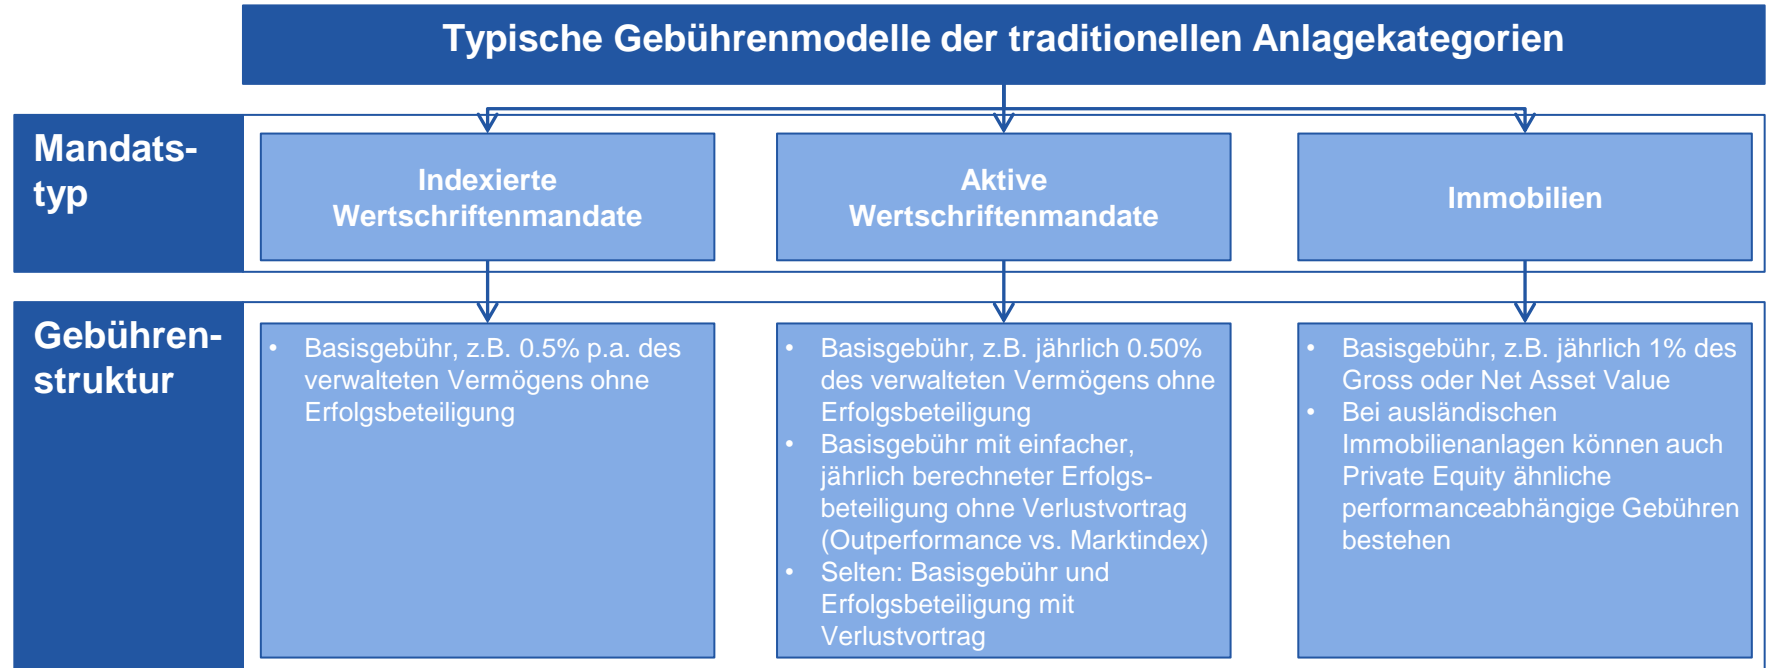 Typische Gebührenmodelle der traditionellen Anlagekategorien
Mandats-
typ
Indexierte
Wertschriftenmandate
Aktive
Wertschriftenmandate
Immobilien
Gebühren-
struktur
• Basisgebühr, z.B. 0.5% p.a. des
verwalteten Vermögens ohne
Erfolgsbeteiligung
• Basisgebühr, z.B. jährlich 0.50%
des verwalteten Vermögens ohne
Erfolgsbeteiligung
• Basisgebühr mit einfacher,
jährlich berechneter Erfolgs-
beteiligung ohne Verlustvortrag
(Outperformance vs. Marktindex)
• Selten: Basisgebühr und
Erfolgsbeteiligung mit
Verlustvortrag
• Basisgebühr, z.B. jährlich 1% des
Gross oder Net Asset Value
• Bei ausländischen
Immobilienanlagen können auch
Private Equity ähnliche
performanceabhängige Gebühren
bestehen